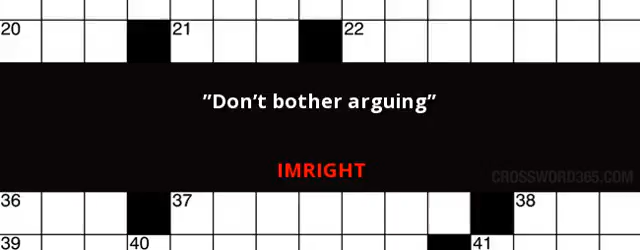 20 21 22
”Don’t bother arguing”
IMRIGHT
CROSSWORD365.COM
36 37 38
39 40 41